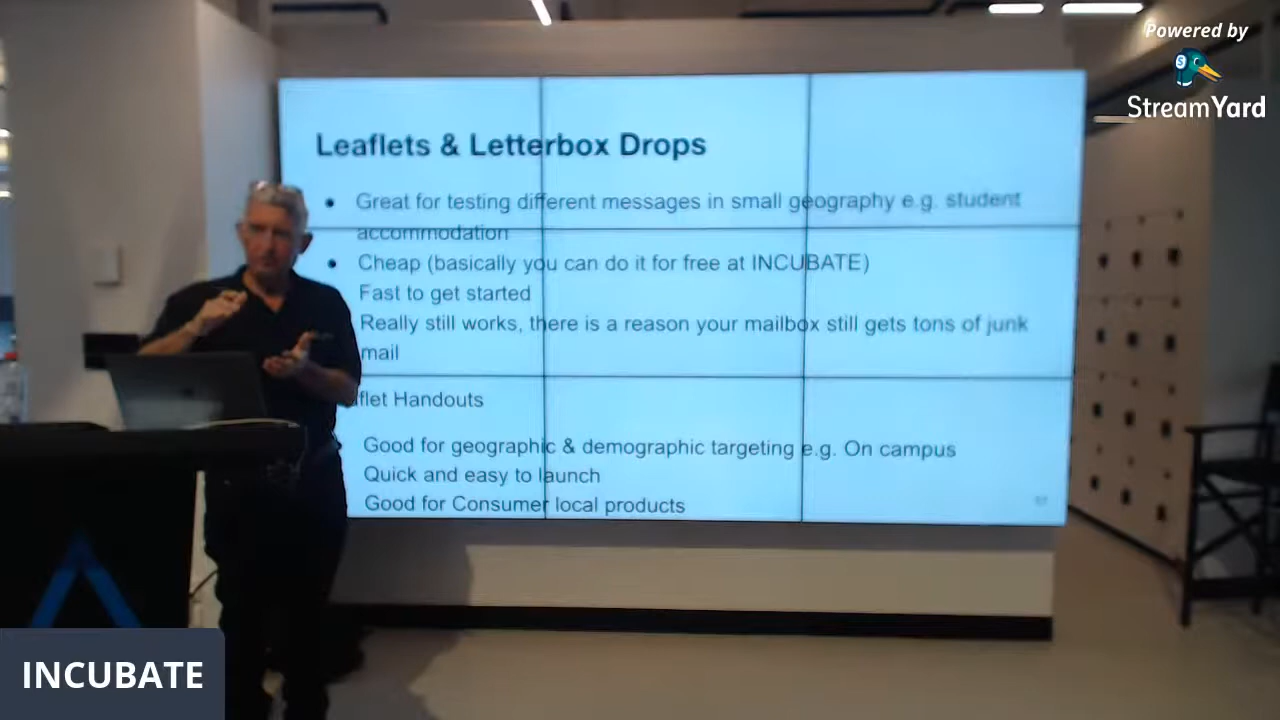 Powered by
StreamYard
Leaflets & Letterbox Drops
Great for testing different messages in small geography e.g. student
accommodation
Cheap (basically you can do it for free at INCUBATE)
Fast to get started
Really still works, there is a reason your mailbox still gets tons of junk
mail
flet Handouts
Good for geographic & demographic targeting e.g. On campus
Quick and easy to launch
Good for Consumer local products
INCUBATE